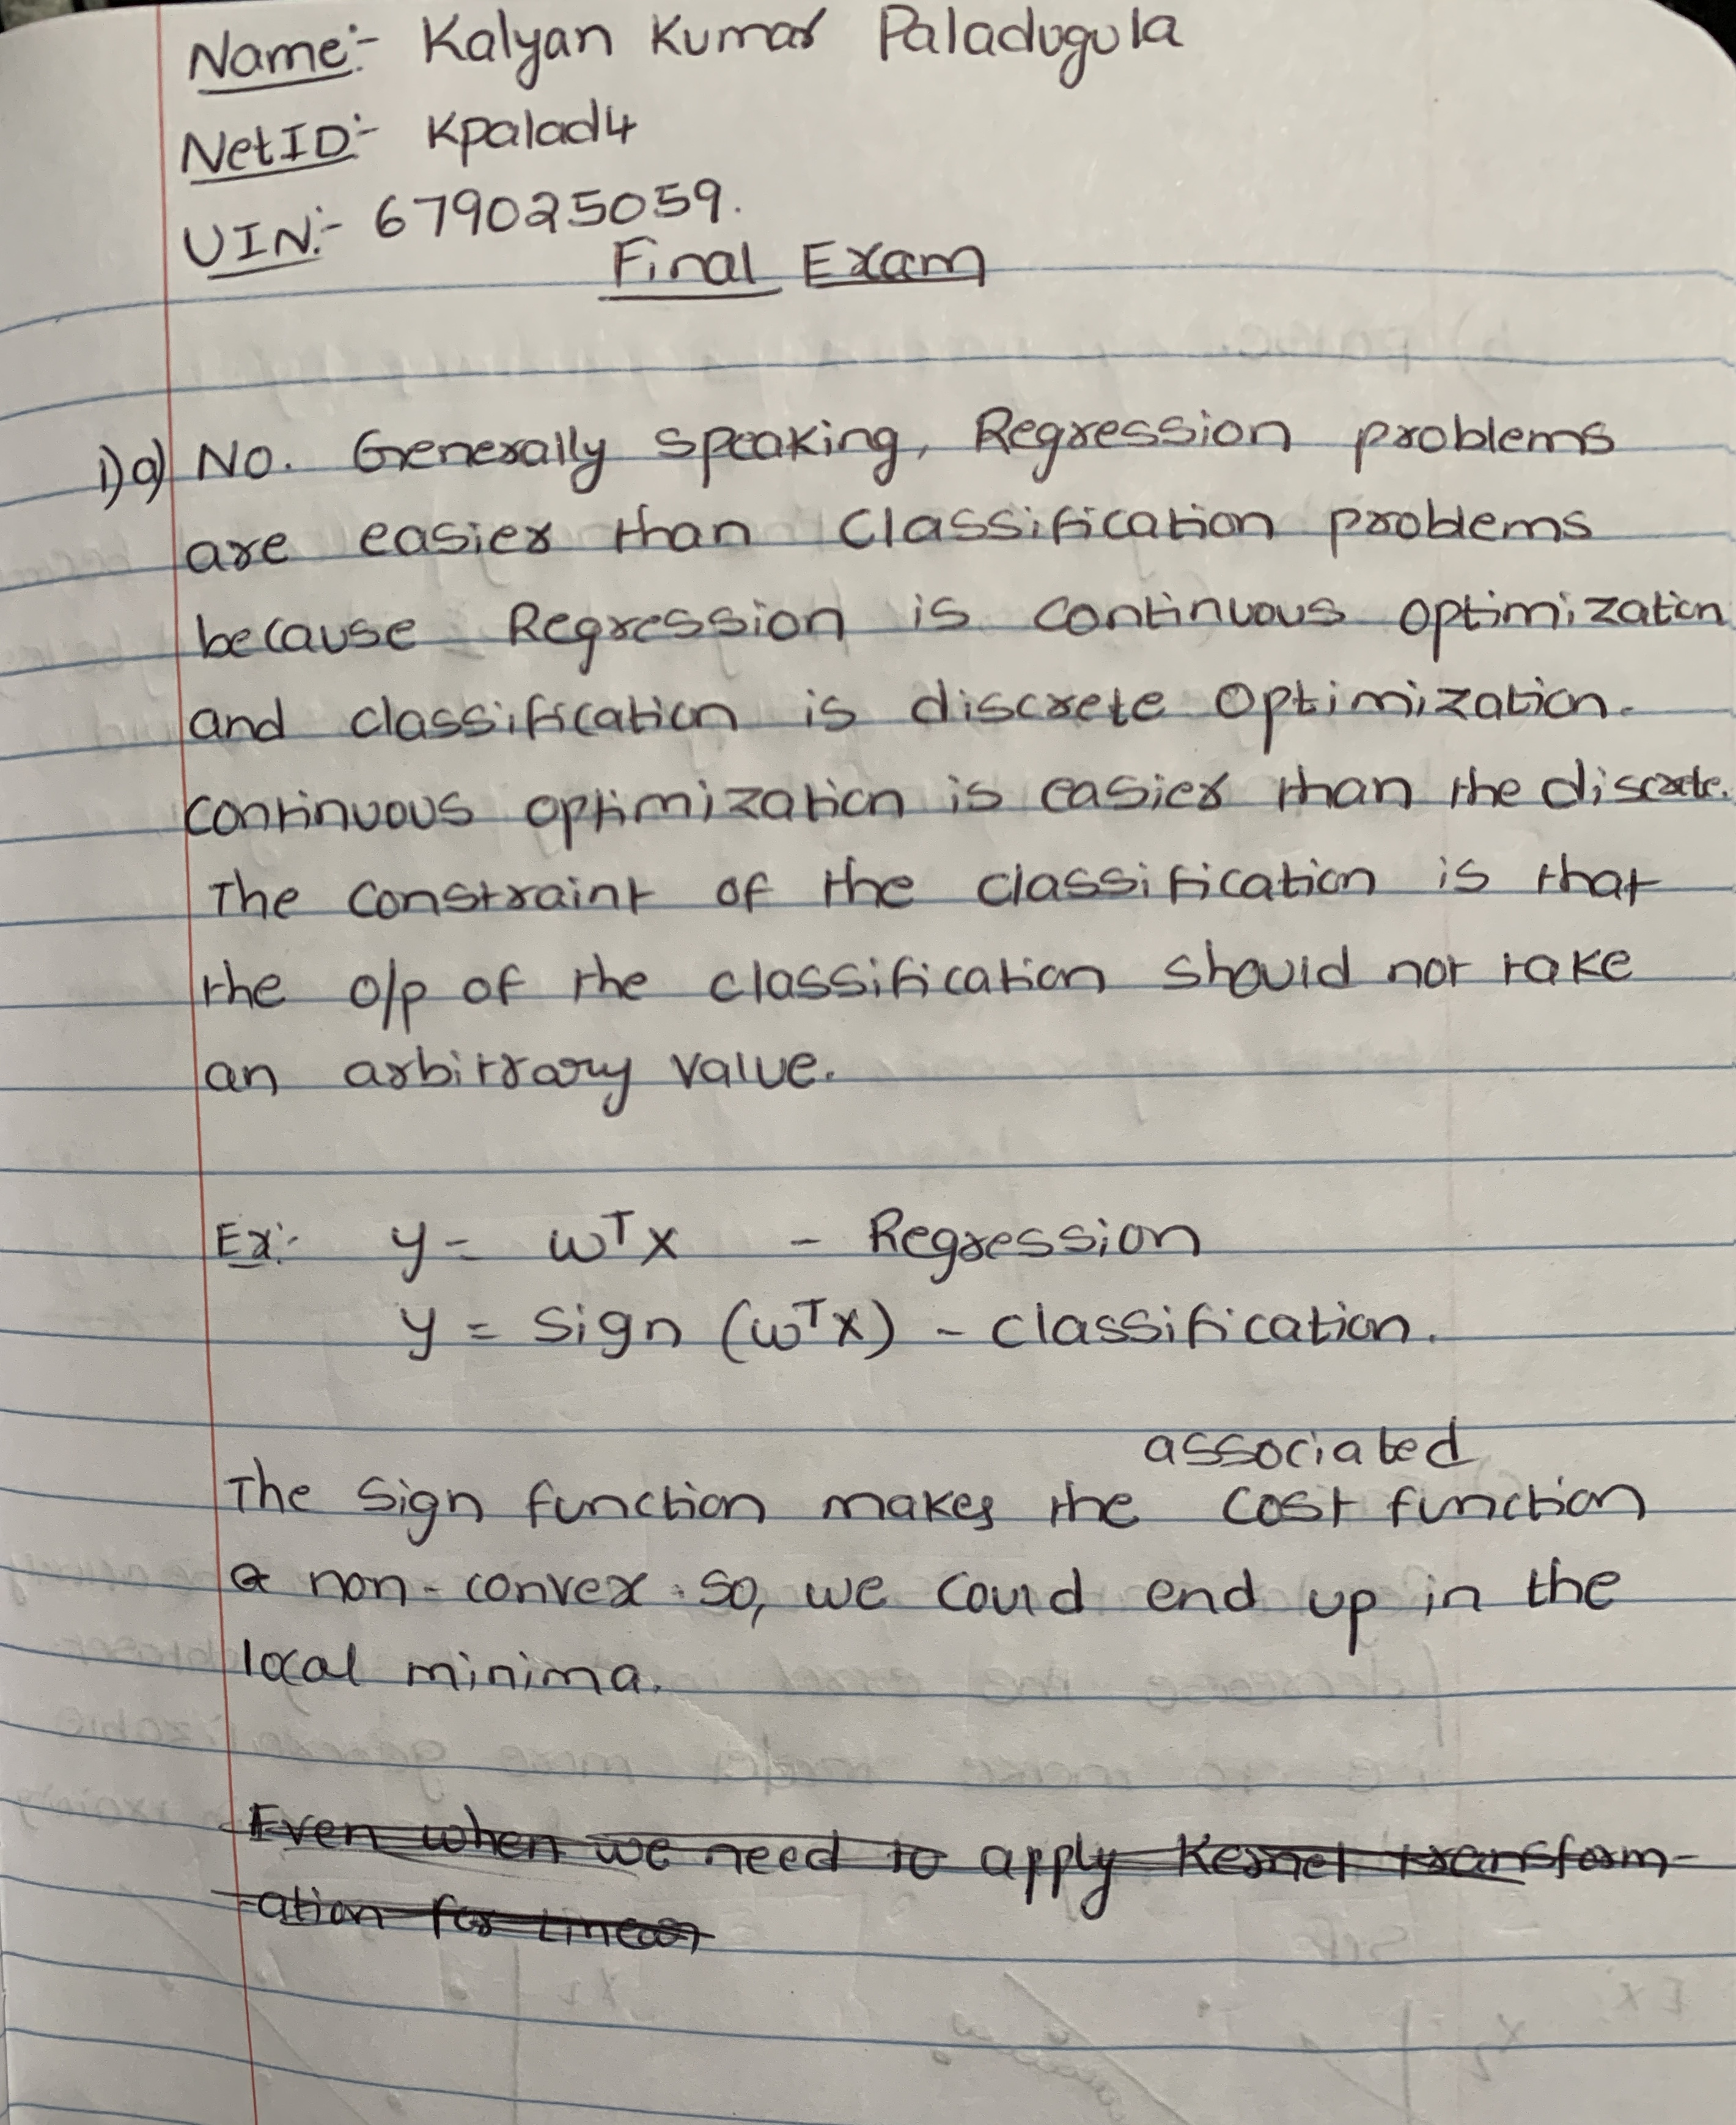 Name:- Kalyan Kumar Paladugula
NetID:- Kpalad4
UIN:- 679025059.
Final Exam
1)a) No. Generally speaking, Regression problems
are easier than classification problems
because Regression is continuous optimization
and classification is discrete optimization.
continuous optimization is easier than the discrete.
The constraint of the classification is that
the o/p of the classification should not take
an arbitrary value.
Ex:- y = wᵀx - Regression
y = sign (wᵀx) - classification.
associated
The sign function makes the cost function
a non-convex. So, we could end up in the
local minima.
Even when we need to apply Kernel transform-
ation for linear